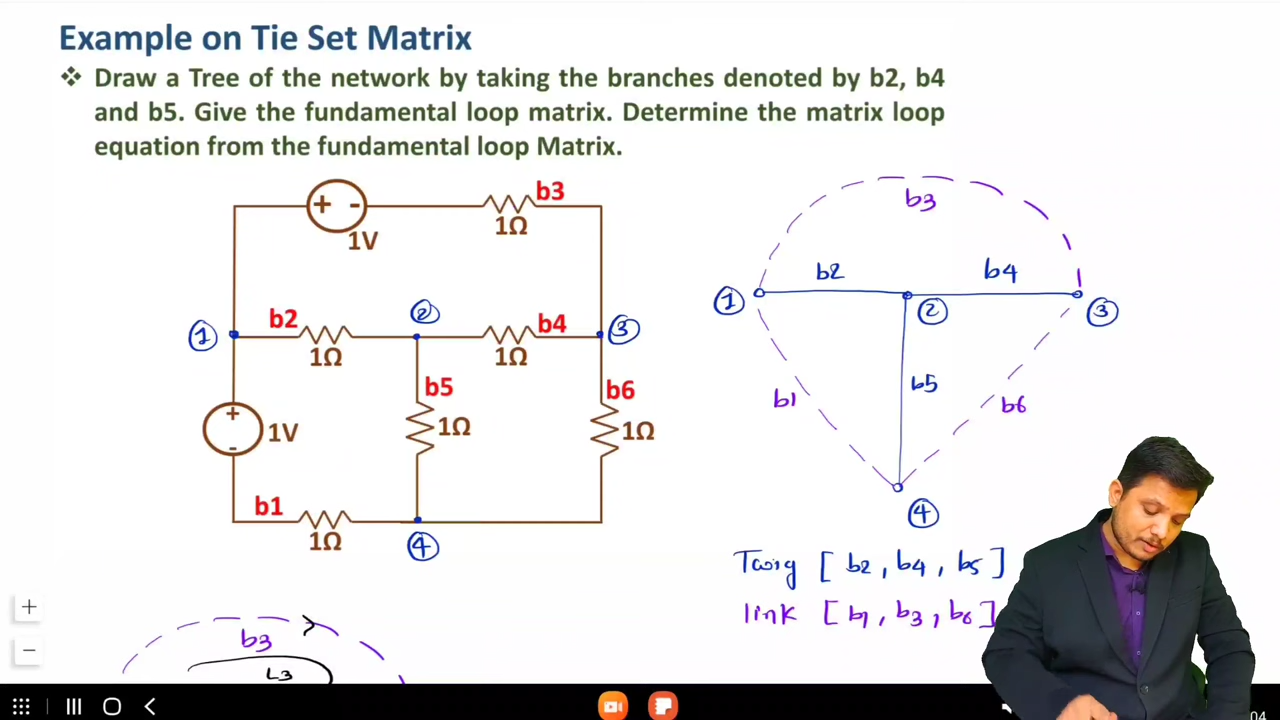 Example on Tie Set Matrix
❖ Draw a Tree of the network by taking the branches denoted by b2, b4
and b5. Give the fundamental loop matrix. Determine the matrix loop
equation from the fundamental loop Matrix.
+ -
1V
b3
1Ω
b2
1Ω
b4
1Ω
① ② ③
+
-
1V
b5
1Ω
b6
1Ω
b1
1Ω
④
b3
b2
b4
① ② ③
b5
b1
b6
④
Twig [ b2, b4, b5 ]
link [ b1, b3, b6 ]
b3
L3
+
−
04